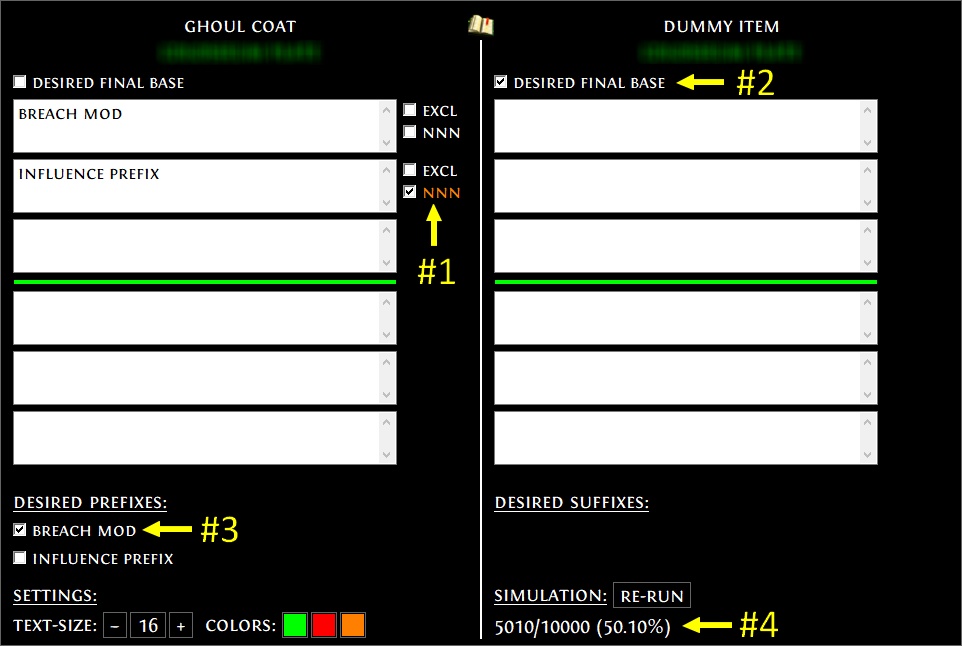 GHOUL COAT
DESIRED FINAL BASE
BREACH MOD
EXCL
NNN
INFLUENCE PREFIX
EXCL
NNN
#1
DUMMY ITEM
DESIRED FINAL BASE #2
DESIRED PREFIXES:
BREACH MOD #3
INFLUENCE PREFIX
DESIRED SUFFIXES:
SETTINGS:
TEXT-SIZE: - 16 + COLORS:
SIMULATION: RE-RUN
5010/10000 (50.10%) #4